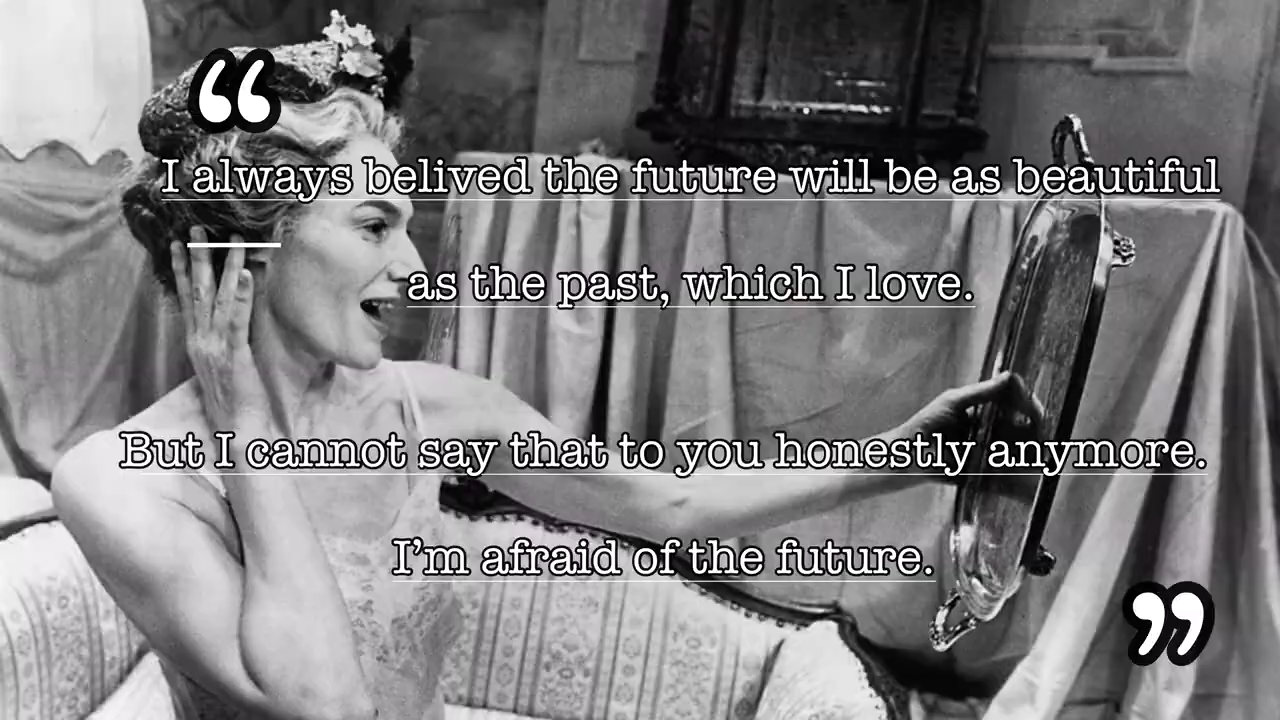 “
I always belived the future will be as beautiful
as the past, which I love.
But I cannot say that to you honestly anymore.
I’m afraid of the future.
”